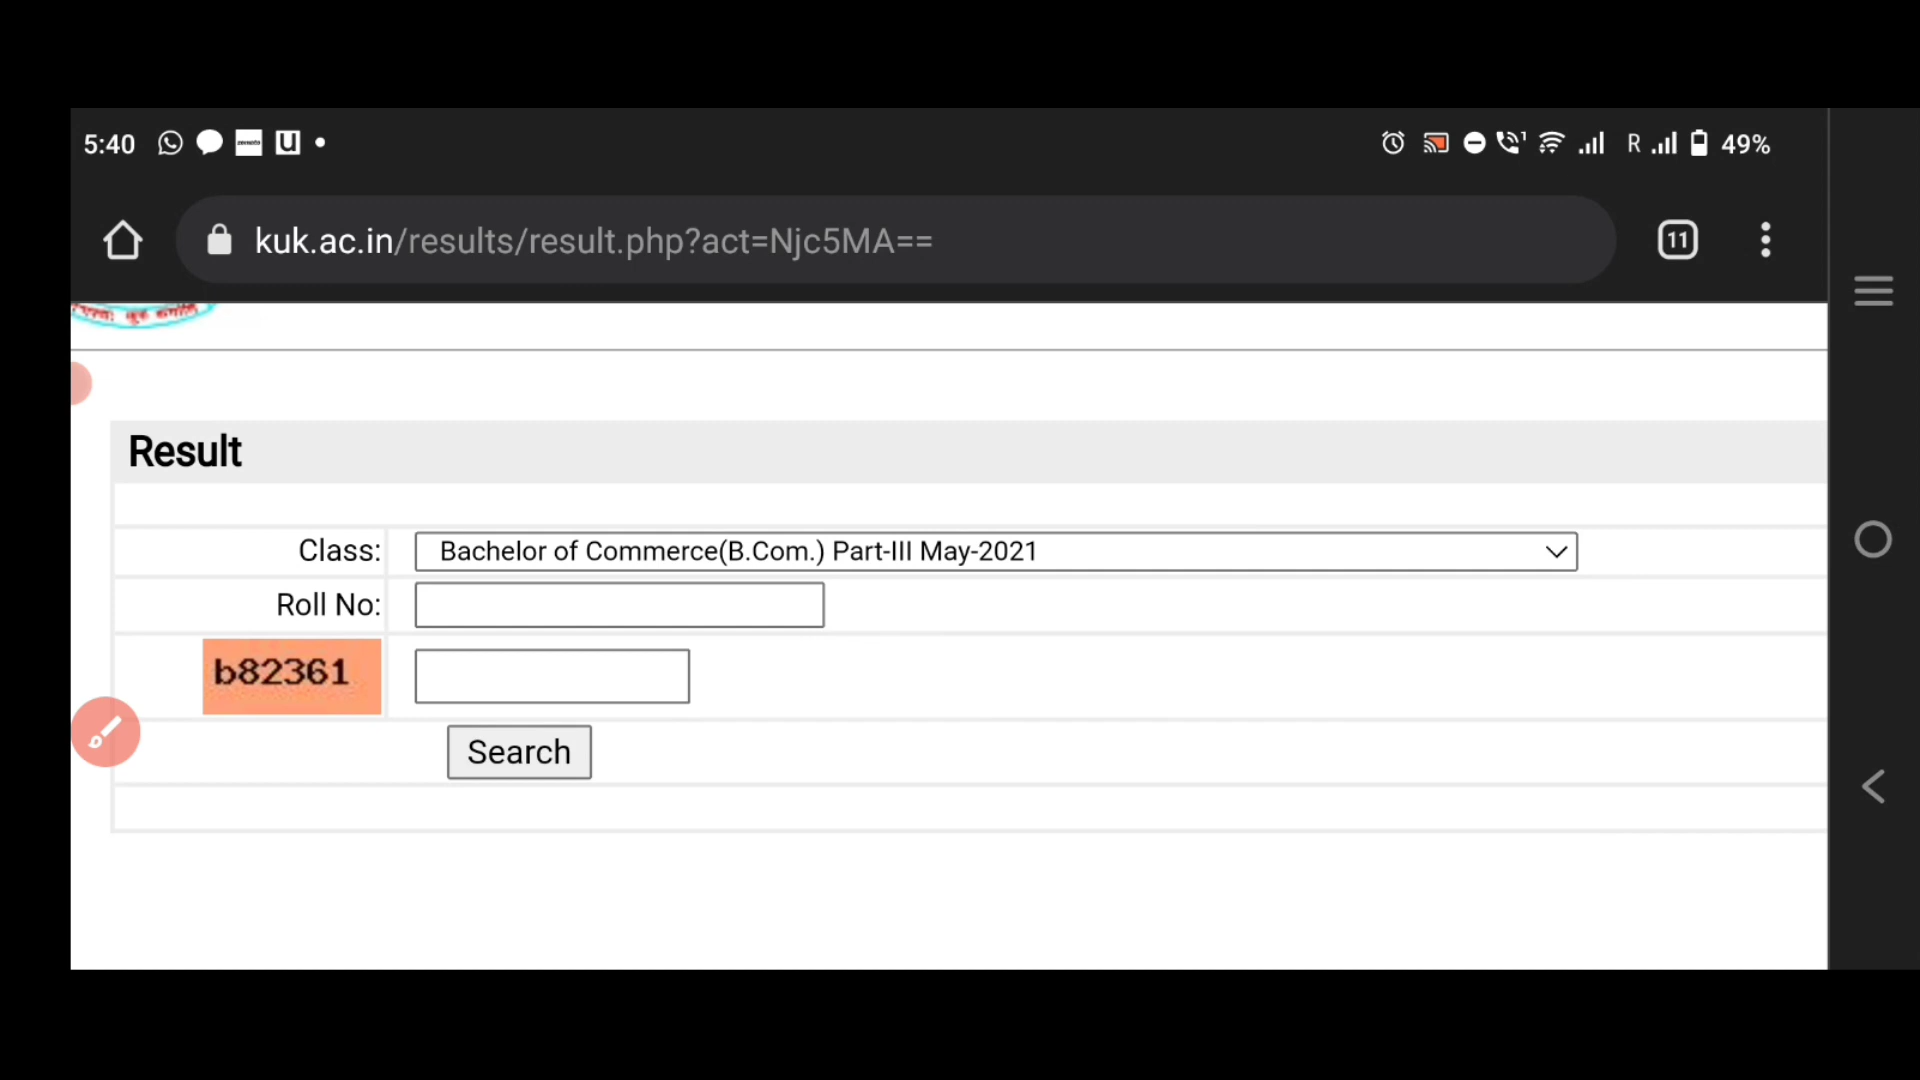 5:40
R 49%
kuk.ac.in/results/result.php?act=Njc5MA==
11
Result
Class: Bachelor of Commerce(B.Com.) Part-III May-2021
Roll No:
b82361
Search